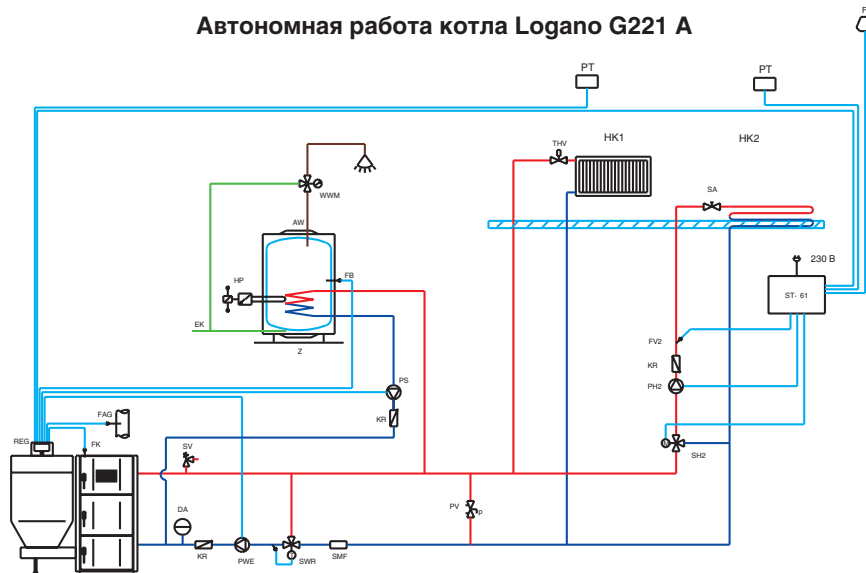 Автономная работа котла Logano G221 A
F
PT
PT
HK1
HK2
THV
WWM
SA
AW
230 В
HP
FB
ST- 61
EK
FV2
Z
KR
PS
PH2
FAG
KR
REG
FK
SV
M
SH2
DA
PV
p
KR
PWE
T
SWR
SMF